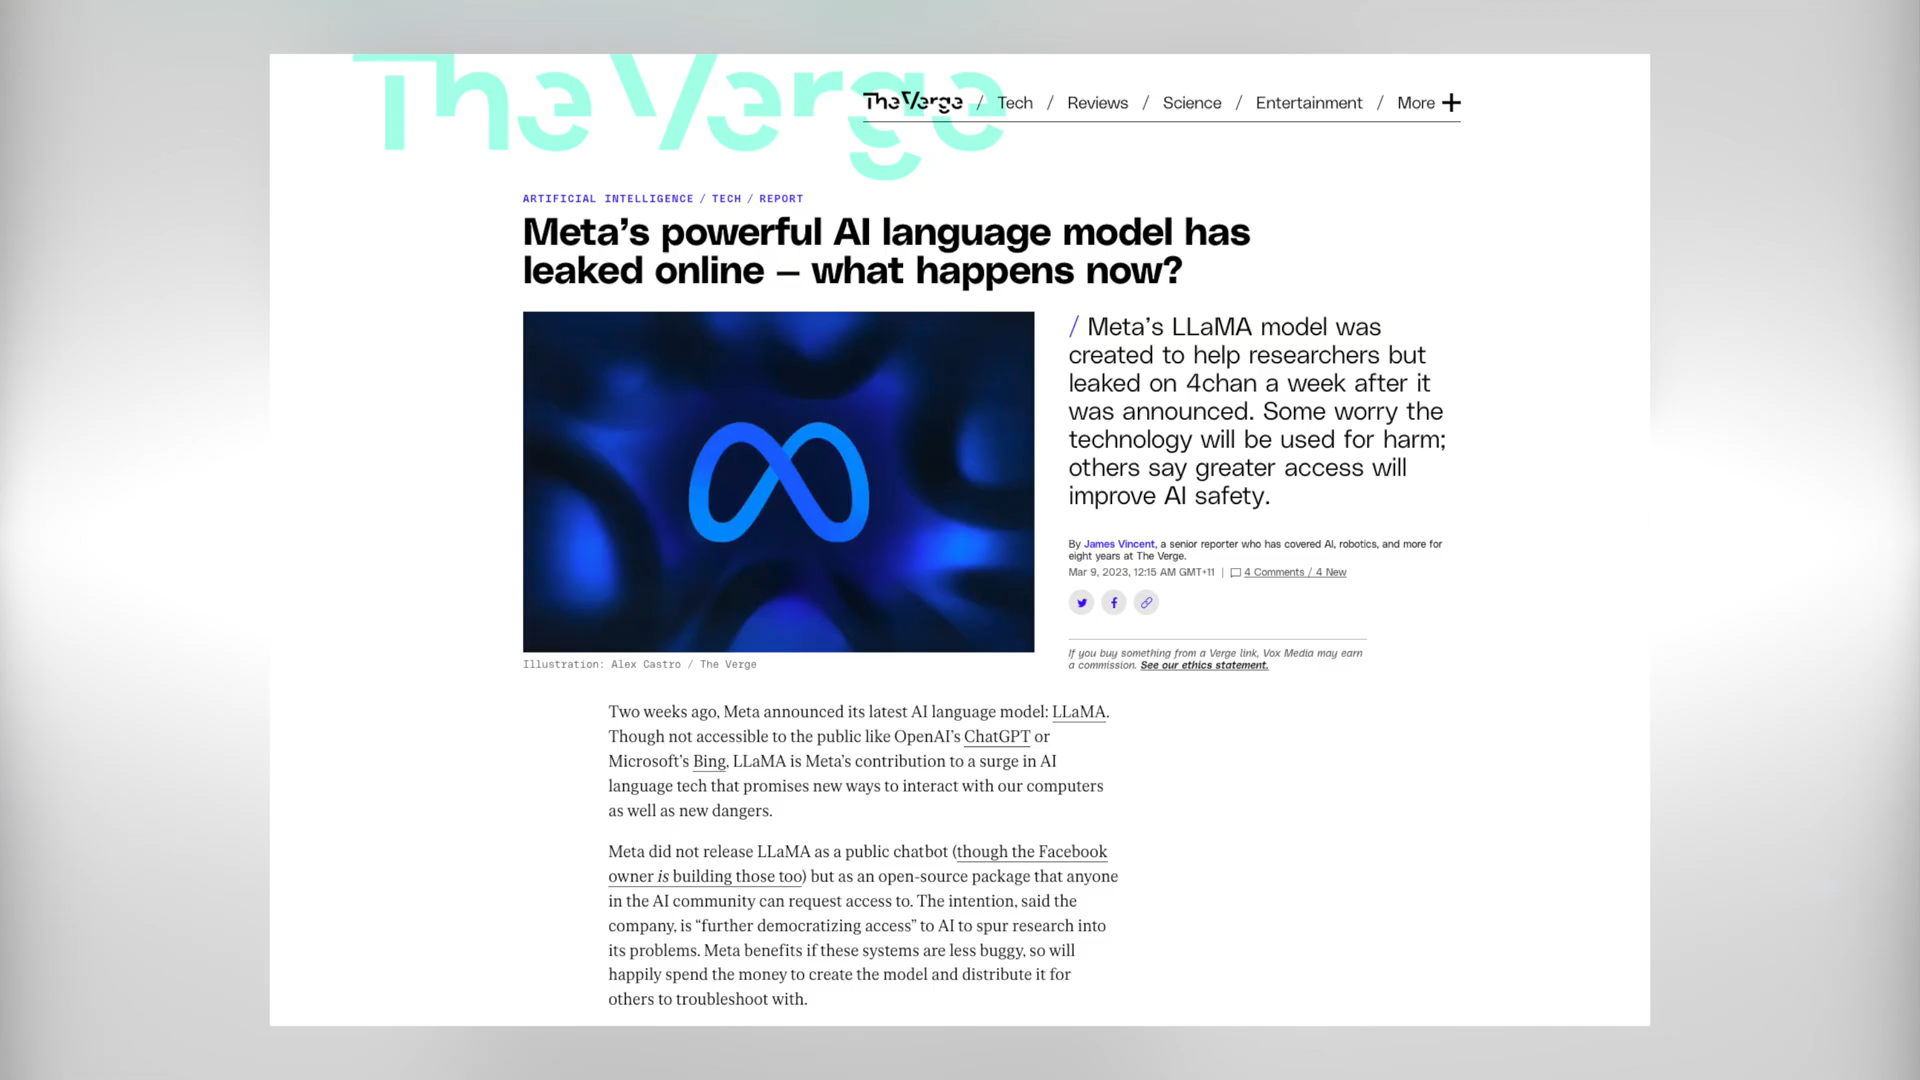 The Verge
The Verge / Tech / Reviews / Science / Entertainment / More +
ARTIFICIAL INTELLIGENCE / TECH / REPORT
Meta’s powerful AI language model has
leaked online – what happens now?
/ Meta’s LLaMA model was
created to help researchers but
leaked on 4chan a week after it
was announced. Some worry the
technology will be used for harm;
others say greater access will
improve AI safety.
By James Vincent, a senior reporter who has covered AI, robotics, and more for
eight years at The Verge.
Mar 9, 2023, 12:15 AM GMT+11 | 4 Comments / 4 New
If you buy something from a Verge link, Vox Media may earn
a commission. See our ethics statement.
Illustration: Alex Castro / The Verge
Two weeks ago, Meta announced its latest AI language model: LLaMA.
Though not accessible to the public like OpenAI’s ChatGPT or
Microsoft’s Bing, LLaMA is Meta’s contribution to a surge in AI
language tech that promises new ways to interact with our computers
as well as new dangers.
Meta did not release LLaMA as a public chatbot (though the Facebook
owner is building those too) but as an open-source package that anyone
in the AI community can request access to. The intention, said the
company, is “further democratizing access” to AI to spur research into
its problems. Meta benefits if these systems are less buggy, so will
happily spend the money to create the model and distribute it for
others to troubleshoot with.